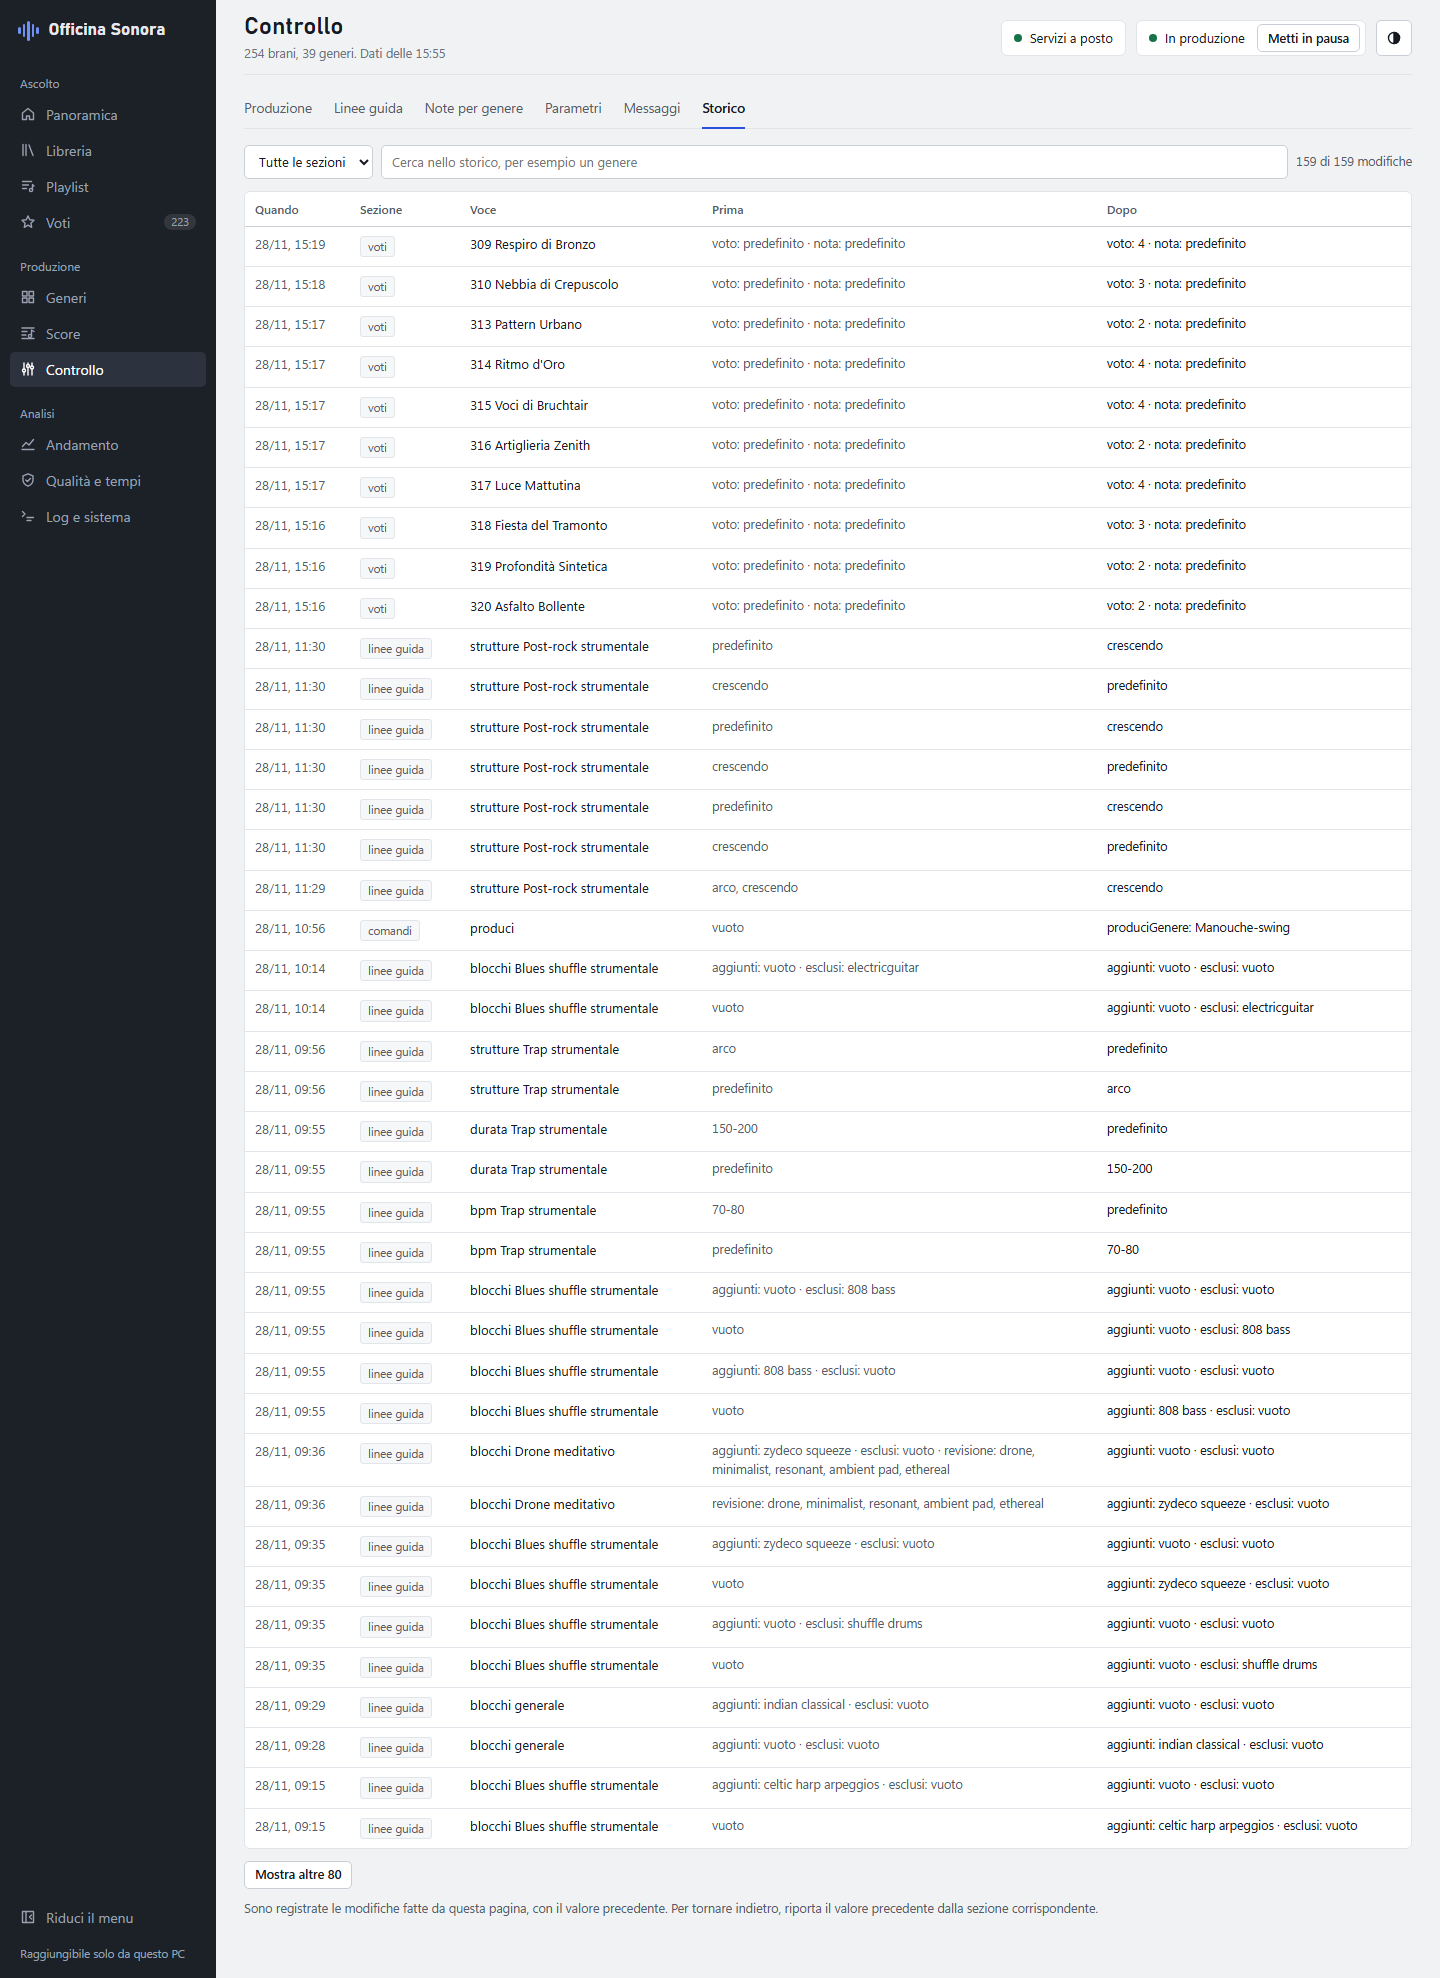 Officina Sonora
Ascolto
Panoramica
Libreria
Playlist
Voti 223
Produzione
Generi
Score
Controllo
Analisi
Andamento
Qualità e tempi
Log e sistema
Riduci il menu
Raggiungibile solo da questo PC
Controllo
254 brani, 39 generi. Dati delle 15:55
Servizi a posto
In produzione Metti in pausa
Produzione Linee guida Note per genere Parametri Messaggi Storico
Tutte le sezioni Cerca nello storico, per esempio un genere 159 di 159 modifiche
Quando Sezione Voce Prima Dopo
28/11, 15:19 voti 309 Respiro di Bronzo voto: predefinito · nota: predefinito voto: 4 · nota: predefinito
28/11, 15:18 voti 310 Nebbia di Crepuscolo voto: predefinito · nota: predefinito voto: 3 · nota: predefinito
28/11, 15:17 voti 313 Pattern Urbano voto: predefinito · nota: predefinito voto: 2 · nota: predefinito
28/11, 15:17 voti 314 Ritmo d'Oro voto: predefinito · nota: predefinito voto: 4 · nota: predefinito
28/11, 15:17 voti 315 Voci di Bruchtair voto: predefinito · nota: predefinito voto: 4 · nota: predefinito
28/11, 15:17 voti 316 Artiglieria Zenith voto: predefinito · nota: predefinito voto: 2 · nota: predefinito
28/11, 15:17 voti 317 Luce Mattutina voto: predefinito · nota: predefinito voto: 4 · nota: predefinito
28/11, 15:16 voti 318 Fiesta del Tramonto voto: predefinito · nota: predefinito voto: 3 · nota: predefinito
28/11, 15:16 voti 319 Profondità Sintetica voto: predefinito · nota: predefinito voto: 2 · nota: predefinito
28/11, 15:16 voti 320 Asfalto Bollente voto: predefinito · nota: predefinito voto: 2 · nota: predefinito
28/11, 11:30 linee guida strutture Post-rock strumentale predefinito crescendo
28/11, 11:30 linee guida strutture Post-rock strumentale crescendo predefinito
28/11, 11:30 linee guida strutture Post-rock strumentale predefinito crescendo
28/11, 11:30 linee guida strutture Post-rock strumentale crescendo predefinito
28/11, 11:30 linee guida strutture Post-rock strumentale predefinito crescendo
28/11, 11:30 linee guida strutture Post-rock strumentale crescendo predefinito
28/11, 11:29 linee guida strutture Post-rock strumentale arco, crescendo crescendo
28/11, 10:56 comandi produci vuoto produciGenere: Manouche-swing
28/11, 10:14 linee guida blocchi Blues shuffle strumentale aggiunti: vuoto · esclusi: electricguitar aggiunti: vuoto · esclusi: vuoto
28/11, 10:14 linee guida blocchi Blues shuffle strumentale vuoto aggiunti: vuoto · esclusi: electricguitar
28/11, 09:56 linee guida strutture Trap strumentale arco predefinito
28/11, 09:56 linee guida strutture Trap strumentale predefinito arco
28/11, 09:55 linee guida durata Trap strumentale 150-200 predefinito
28/11, 09:55 linee guida durata Trap strumentale predefinito 150-200
28/11, 09:55 linee guida bpm Trap strumentale 70-80 predefinito
28/11, 09:55 linee guida bpm Trap strumentale predefinito 70-80
28/11, 09:55 linee guida blocchi Blues shuffle strumentale aggiunti: vuoto · esclusi: 808 bass aggiunti: vuoto · esclusi: vuoto
28/11, 09:55 linee guida blocchi Blues shuffle strumentale vuoto aggiunti: vuoto · esclusi: 808 bass
28/11, 09:55 linee guida blocchi Blues shuffle strumentale aggiunti: 808 bass · esclusi: vuoto aggiunti: vuoto · esclusi: vuoto
28/11, 09:55 linee guida blocchi Blues shuffle strumentale vuoto aggiunti: 808 bass · esclusi: vuoto
28/11, 09:36 linee guida blocchi Drone meditativo aggiunti: zydeco squeeze · esclusi: vuoto · revisione: drone, aggiunti: vuoto · esclusi: vuoto
minimalist, resonant, ambient pad, ethereal
28/11, 09:36 linee guida blocchi Drone meditativo revisione: drone, minimalist, resonant, ambient pad, ethereal aggiunti: zydeco squeeze · esclusi: vuoto
28/11, 09:35 linee guida blocchi Blues shuffle strumentale aggiunti: zydeco squeeze · esclusi: vuoto aggiunti: vuoto · esclusi: vuoto
28/11, 09:35 linee guida blocchi Blues shuffle strumentale vuoto aggiunti: zydeco squeeze · esclusi: vuoto
28/11, 09:35 linee guida blocchi Blues shuffle strumentale aggiunti: vuoto · esclusi: shuffle drums aggiunti: vuoto · esclusi: vuoto
28/11, 09:35 linee guida blocchi Blues shuffle strumentale vuoto aggiunti: vuoto · esclusi: shuffle drums
28/11, 09:29 linee guida blocchi generale aggiunti: indian classical · esclusi: vuoto aggiunti: vuoto · esclusi: vuoto
28/11, 09:28 linee guida blocchi generale aggiunti: vuoto · esclusi: vuoto aggiunti: indian classical · esclusi: vuoto
28/11, 09:15 linee guida blocchi Blues shuffle strumentale aggiunti: celtic harp arpeggios · esclusi: vuoto aggiunti: vuoto · esclusi: vuoto
28/11, 09:15 linee guida blocchi Blues shuffle strumentale vuoto aggiunti: celtic harp arpeggios · esclusi: vuoto
Mostra altre 80
Sono registrate le modifiche fatte da questa pagina, con il valore precedente. Per tornare indietro, riporta il valore precedente dalla sezione corrispondente.